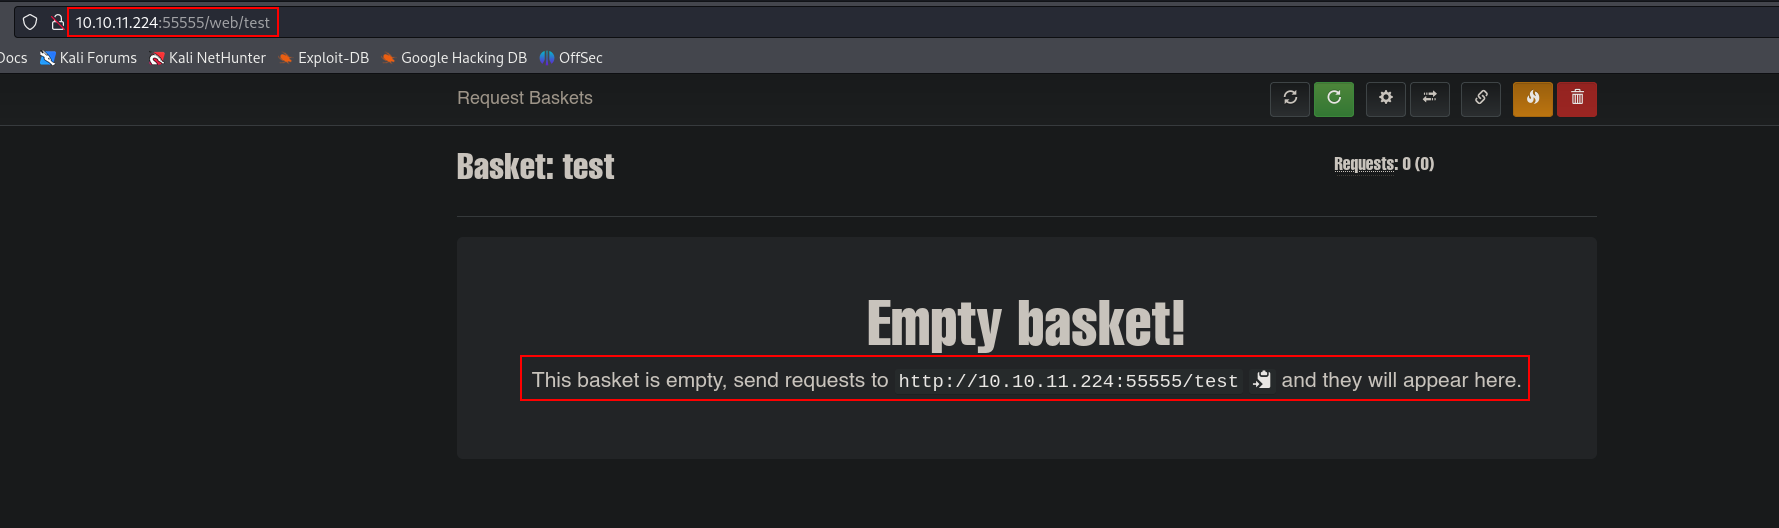 10.10.11.224:55555/web/test
Docs Kali Forums Kali NetHunter Exploit-DB Google Hacking DB OffSec
Request Baskets
Basket: test
Requests: 0 (0)
Empty basket!
This basket is empty, send requests to http://10.10.11.224:55555/test and they will appear here.